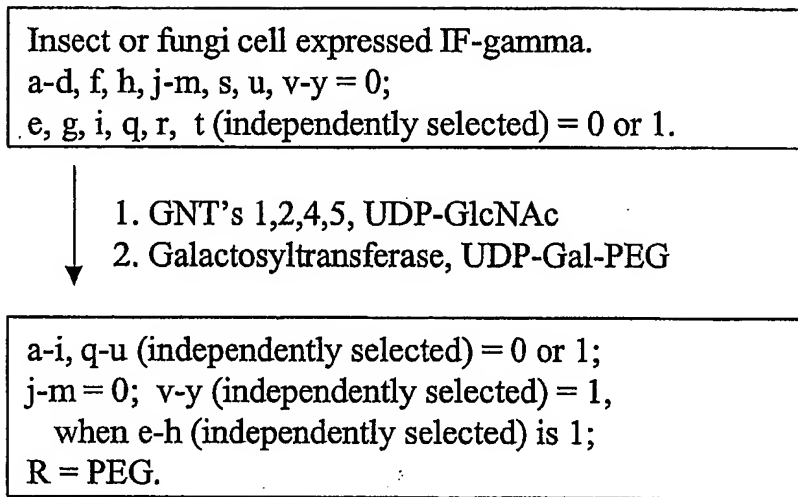 Insect or fungi cell expressed IF-gamma.
a-d, f, h, j-m, s, u, v-y = 0;
e, g, i, q, r, t (independently selected) = 0 or 1.
1. GNT's 1,2,4,5, UDP-GlcNAc
2. Galactosyltransferase, UDP-Gal-PEG
a-i, q-u (independently selected) = 0 or 1;
j-m = 0; v-y (independently selected) = 1,
when e-h (independently selected) is 1;
R = PEG.